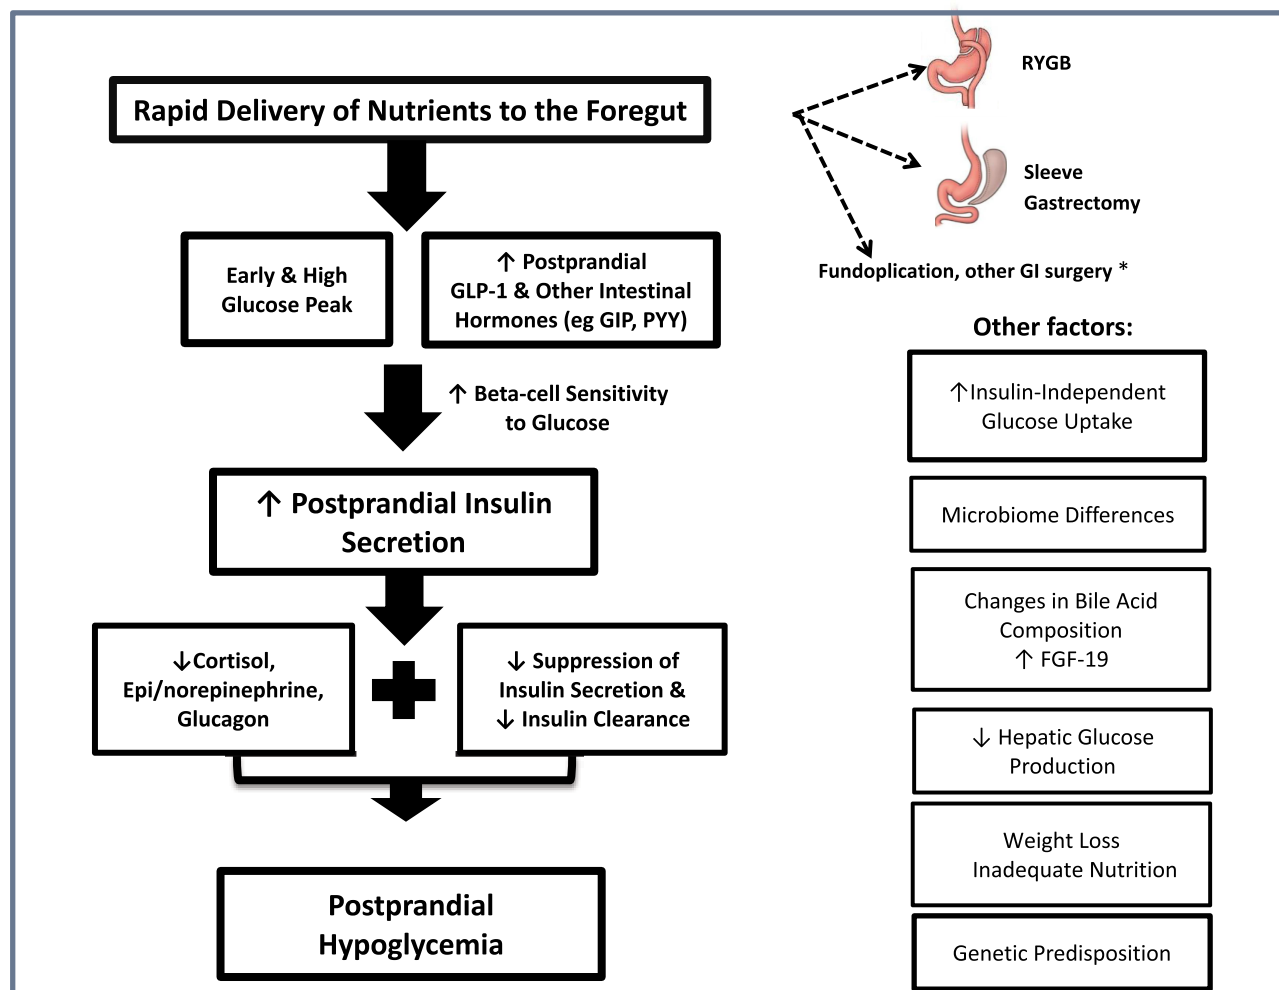 Rapid Delivery of Nutrients to the Foregut
Early & High
Glucose Peak
↑ Postprandial
GLP-1 & Other Intestinal
Hormones (eg GIP, PYY)
↑ Beta-cell Sensitivity
to Glucose
↑ Postprandial Insulin
Secretion
↓Cortisol,
Epi/norepinephrine,
Glucagon
↓ Suppression of
Insulin Secretion &
↓ Insulin Clearance
Postprandial
Hypoglycemia
RYGB
Sleeve
Gastrectomy
Fundoplication, other GI surgery *
Other factors:
↑Insulin-Independent
Glucose Uptake
Microbiome Differences
Changes in Bile Acid
Composition
↑ FGF-19
↓ Hepatic Glucose
Production
Weight Loss
Inadequate Nutrition
Genetic Predisposition